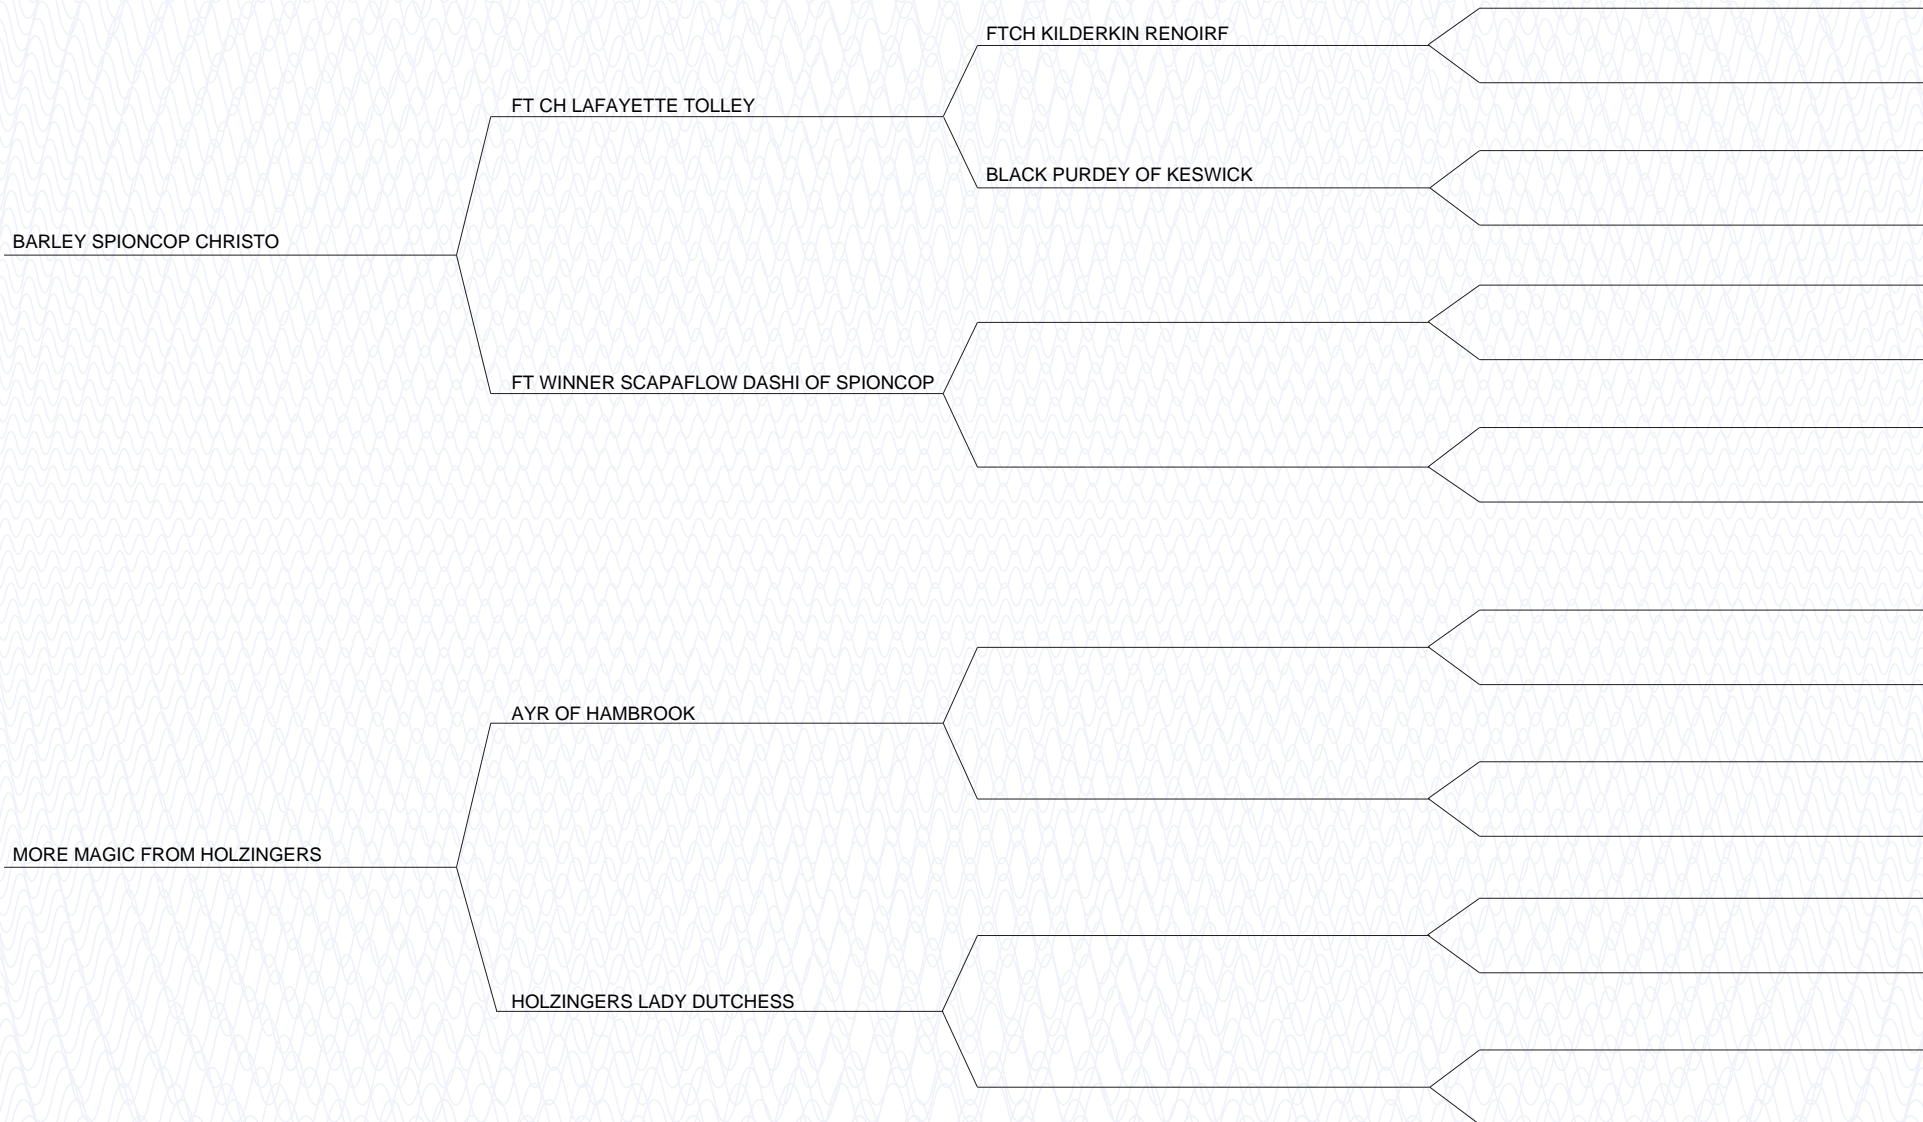 FTCH KILDERKIN RENOIRF
FT CH LAFAYETTE TOLLEY
BLACK PURDEY OF KESWICK
BARLEY SPIONCOP CHRISTO
FT WINNER SCAPAFLOW DASHI OF SPIONCOP
AYR OF HAMBROOK
MORE MAGIC FROM HOLZINGERS
HOLZINGERS LADY DUTCHESS